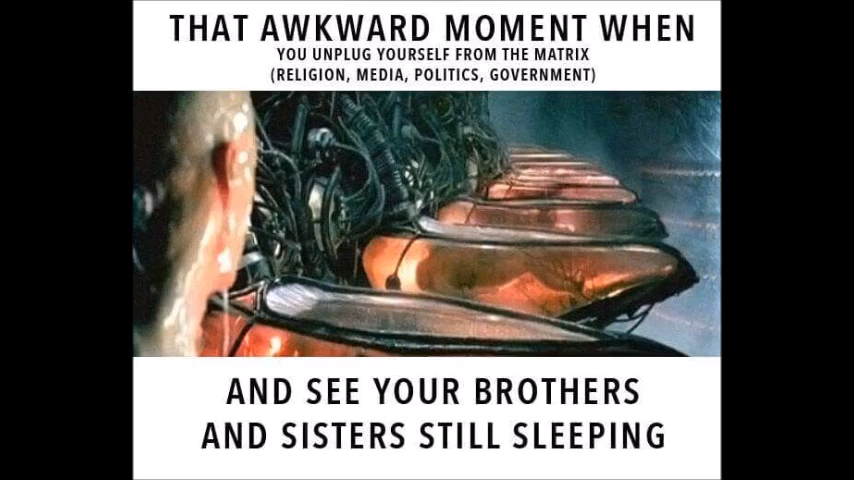 THAT AWKWARD MOMENT WHEN
YOU UNPLUG YOURSELF FROM THE MATRIX
(RELIGION, MEDIA, POLITICS, GOVERNMENT)
AND SEE YOUR BROTHERS
AND SISTERS STILL SLEEPING